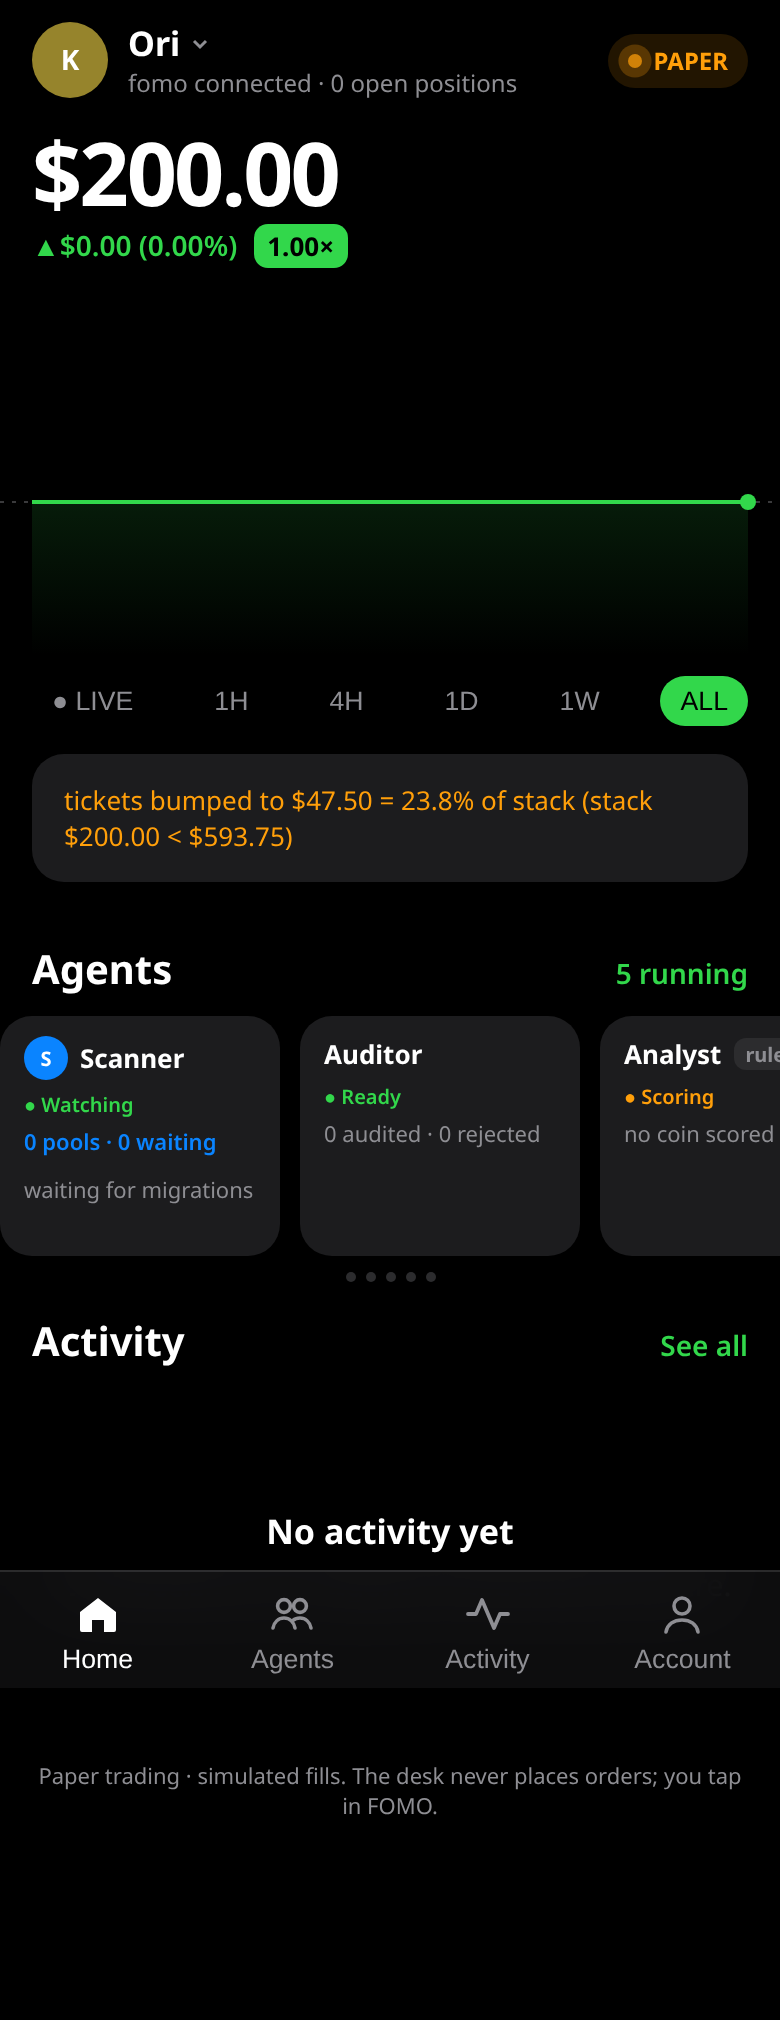 K
Ori
fomo connected · 0 open positions
PAPER
$200.00
▲$0.00 (0.00%) 1.00×
● LIVE 1H 4H 1D 1W ALL
tickets bumped to $47.50 = 23.8% of stack (stack
$200.00 < $593.75)
Agents
5 running
S Scanner
● Watching
0 pools · 0 waiting
waiting for migrations
Auditor
● Ready
0 audited · 0 rejected
Analyst
● Scoring
no coin scored
Activity
See all
No activity yet
Home Agents Activity Account
Paper trading · simulated fills. The desk never places orders; you tap
in FOMO.